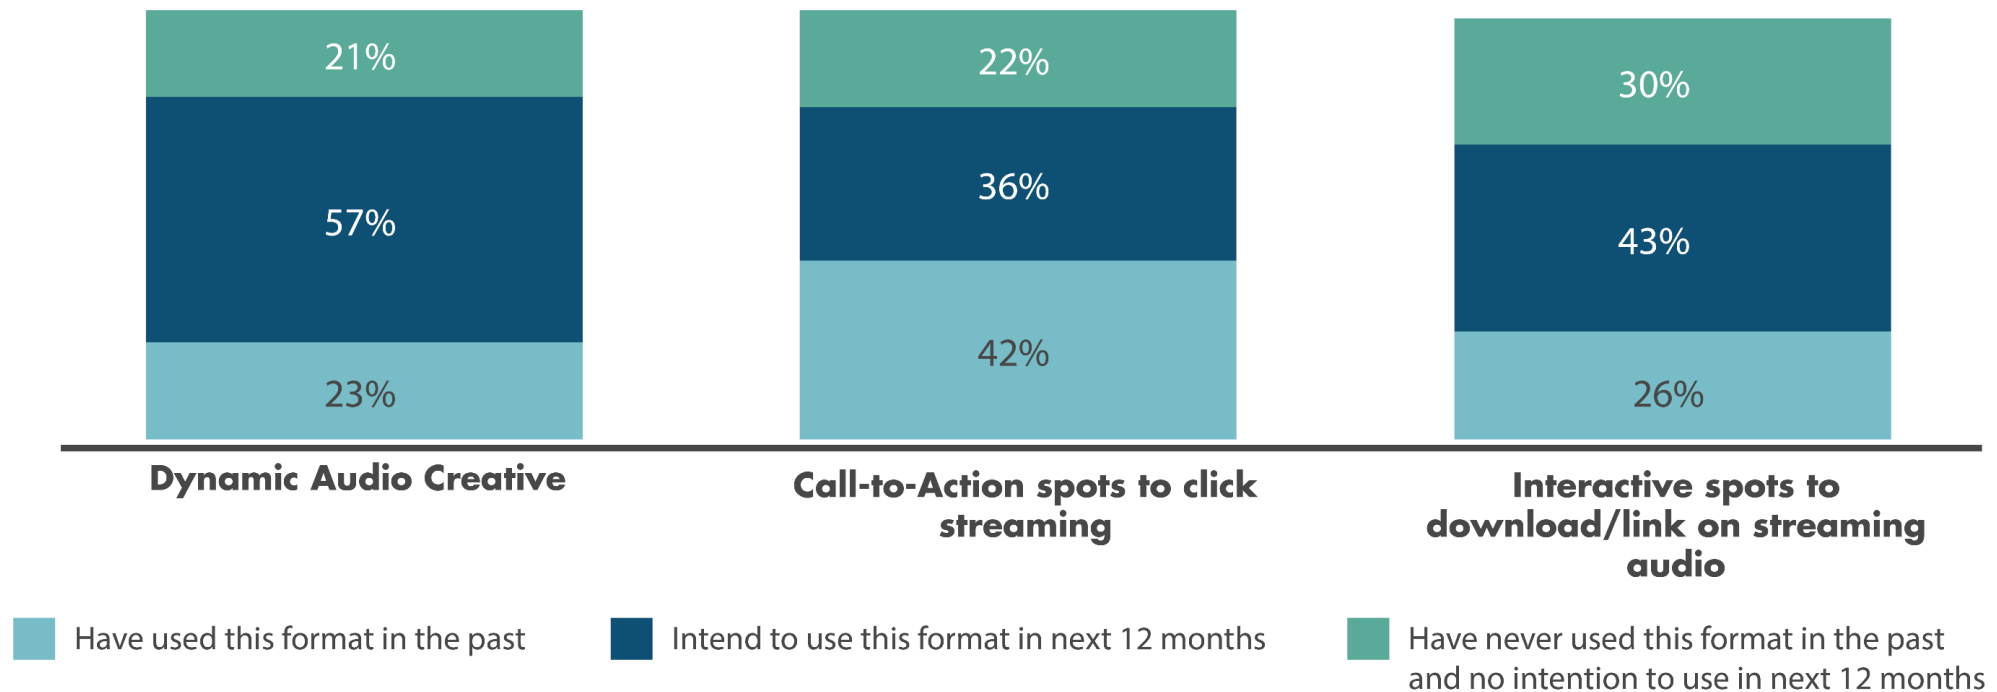 21%
57%
23%
22%
36%
42%
30%
43%
26%
Dynamic Audio Creative
Call-to-Action spots to click
streaming
Interactive spots to
download/link on streaming
audio
Have used this format in the past
Intend to use this format in next 12 months
Have never used this format in the past
and no intention to use in next 12 months